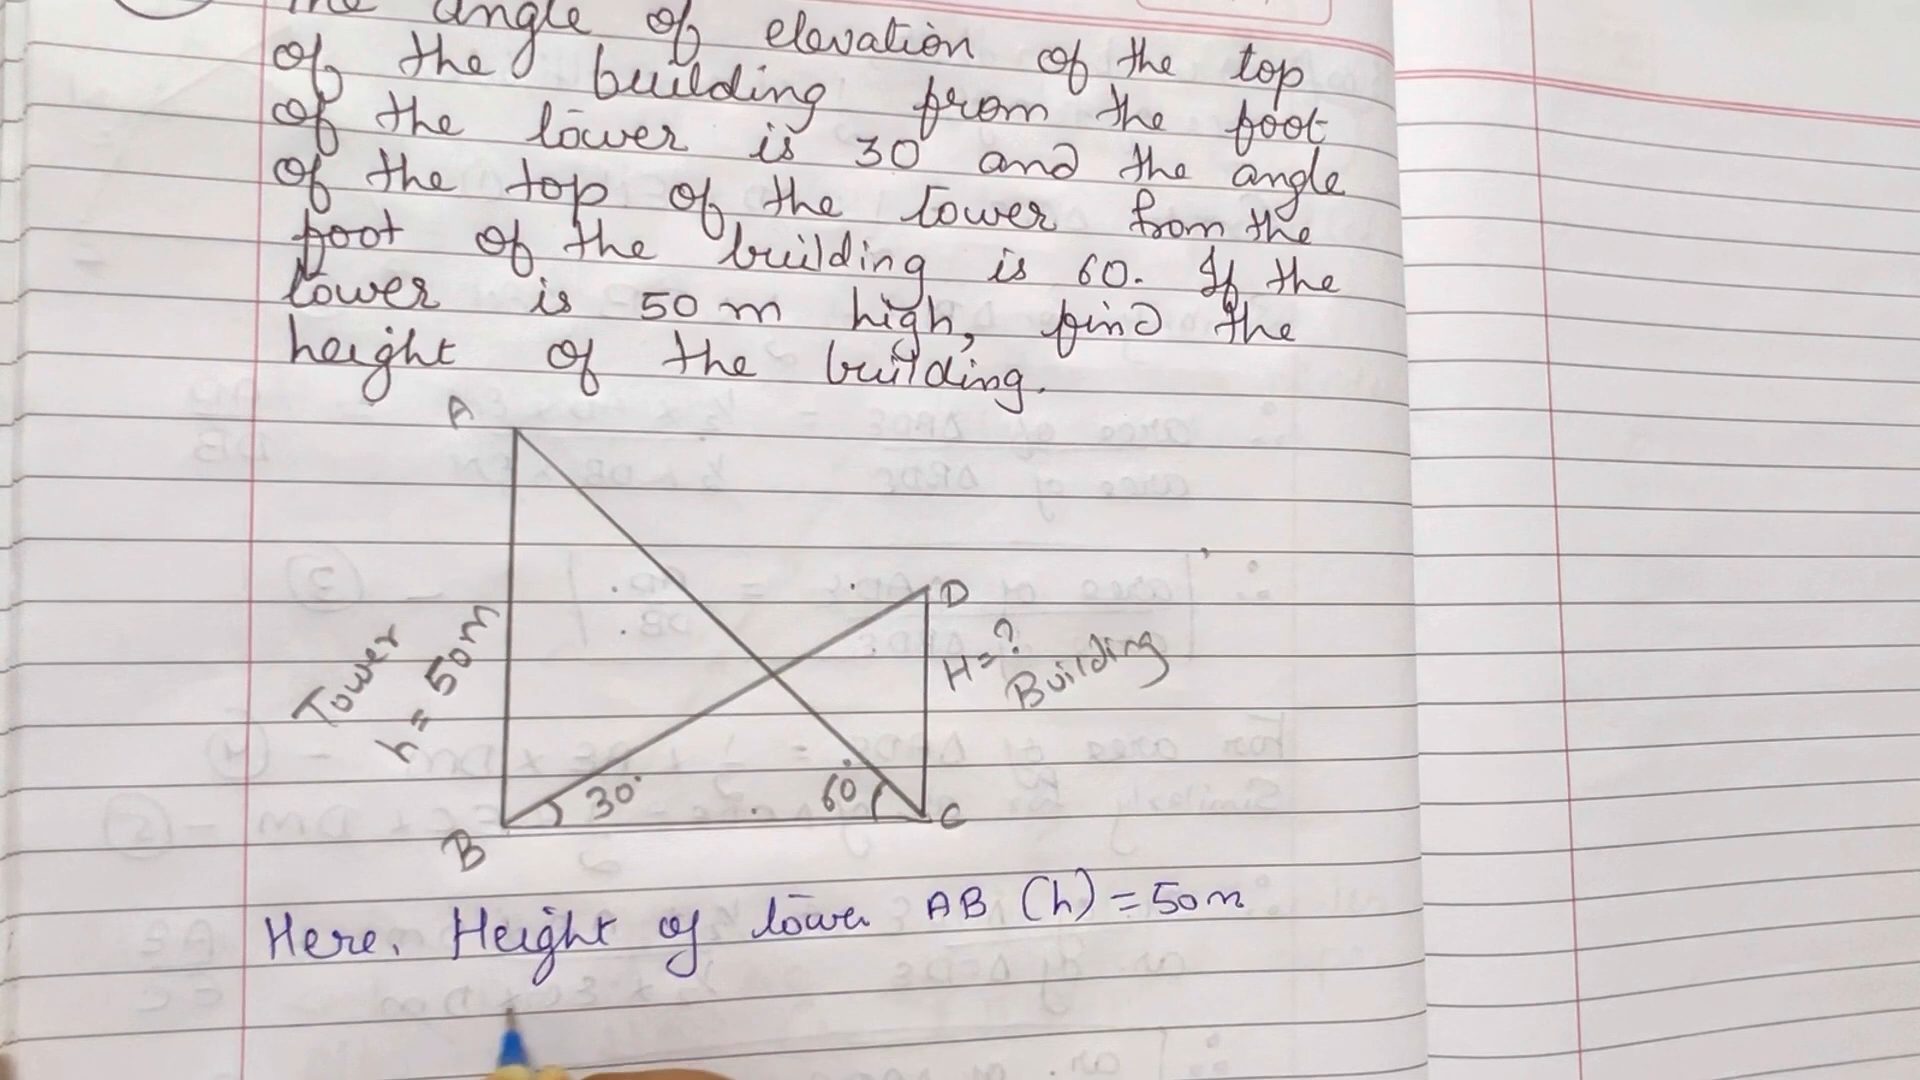 The angle of elevation of the top
of the building from the foot
of the tower is 30 and the angle
of the top of the tower from the
foot of the building is 60. If the
tower is 50 m high, find the
height of the building.
A
D
Tower
h = 50m
H = ?
Building
30°
60°
B
C
Here, Height of tower AB (h) = 50m